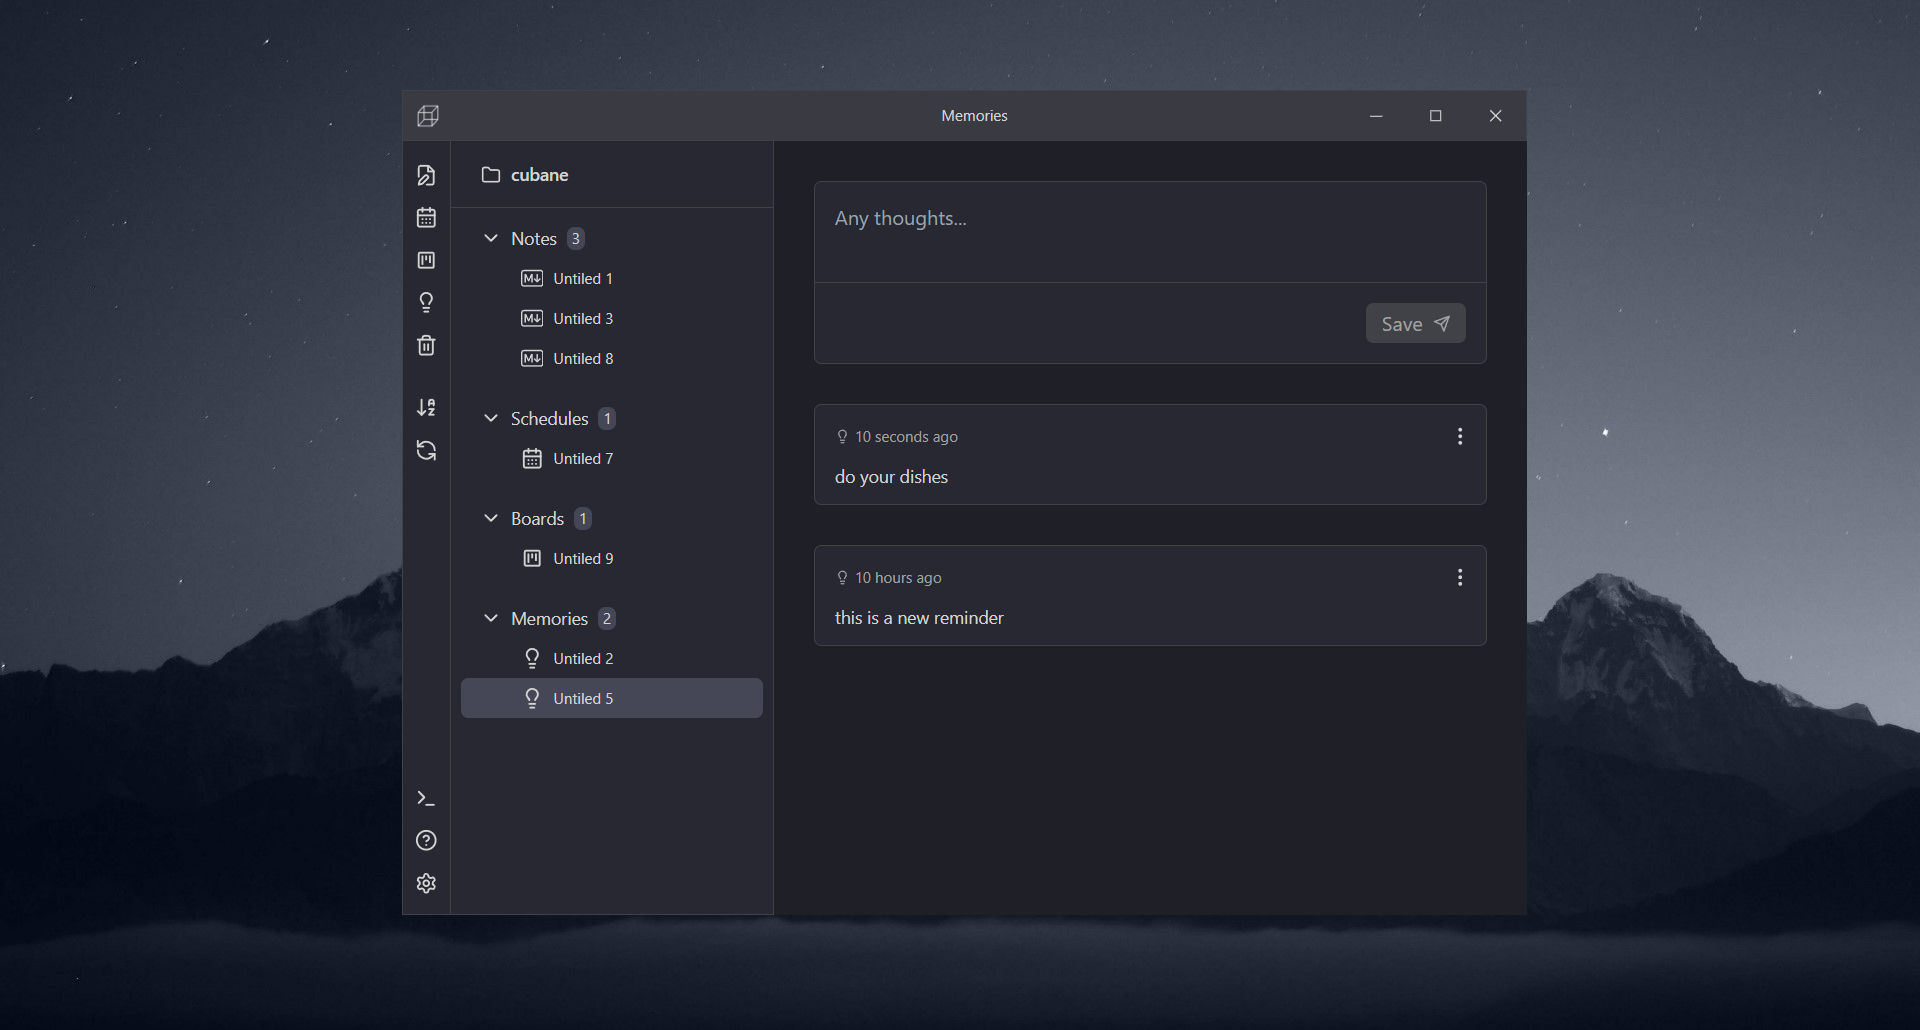 Memories
cubane
Notes 3
Untiled 1
Untiled 3
Untiled 8
Schedules 1
Untiled 7
Boards 1
Untiled 9
Memories 2
Untiled 2
Untiled 5
Any thoughts...
Save
10 seconds ago
do your dishes
10 hours ago
this is a new reminder